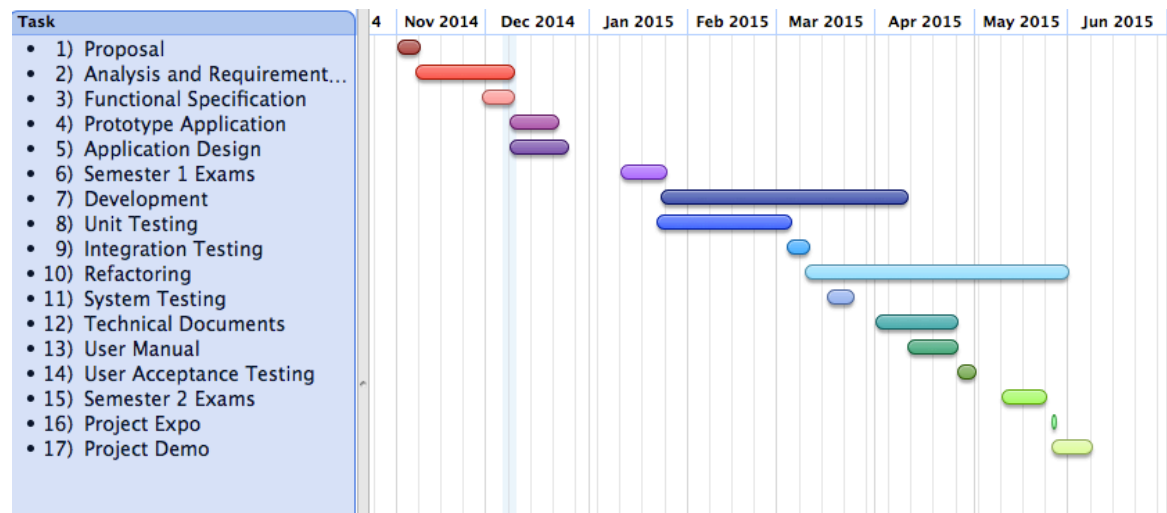 Task 4 Nov 2014 Dec 2014 Jan 2015 Feb 2015 Mar 2015 Apr 2015 May 2015 Jun 2015
• 1) Proposal
• 2) Analysis and Requirement...
• 3) Functional Specification
• 4) Prototype Application
• 5) Application Design
• 6) Semester 1 Exams
• 7) Development
• 8) Unit Testing
• 9) Integration Testing
• 10) Refactoring
• 11) System Testing
• 12) Technical Documents
• 13) User Manual
• 14) User Acceptance Testing
• 15) Semester 2 Exams
• 16) Project Expo
• 17) Project Demo